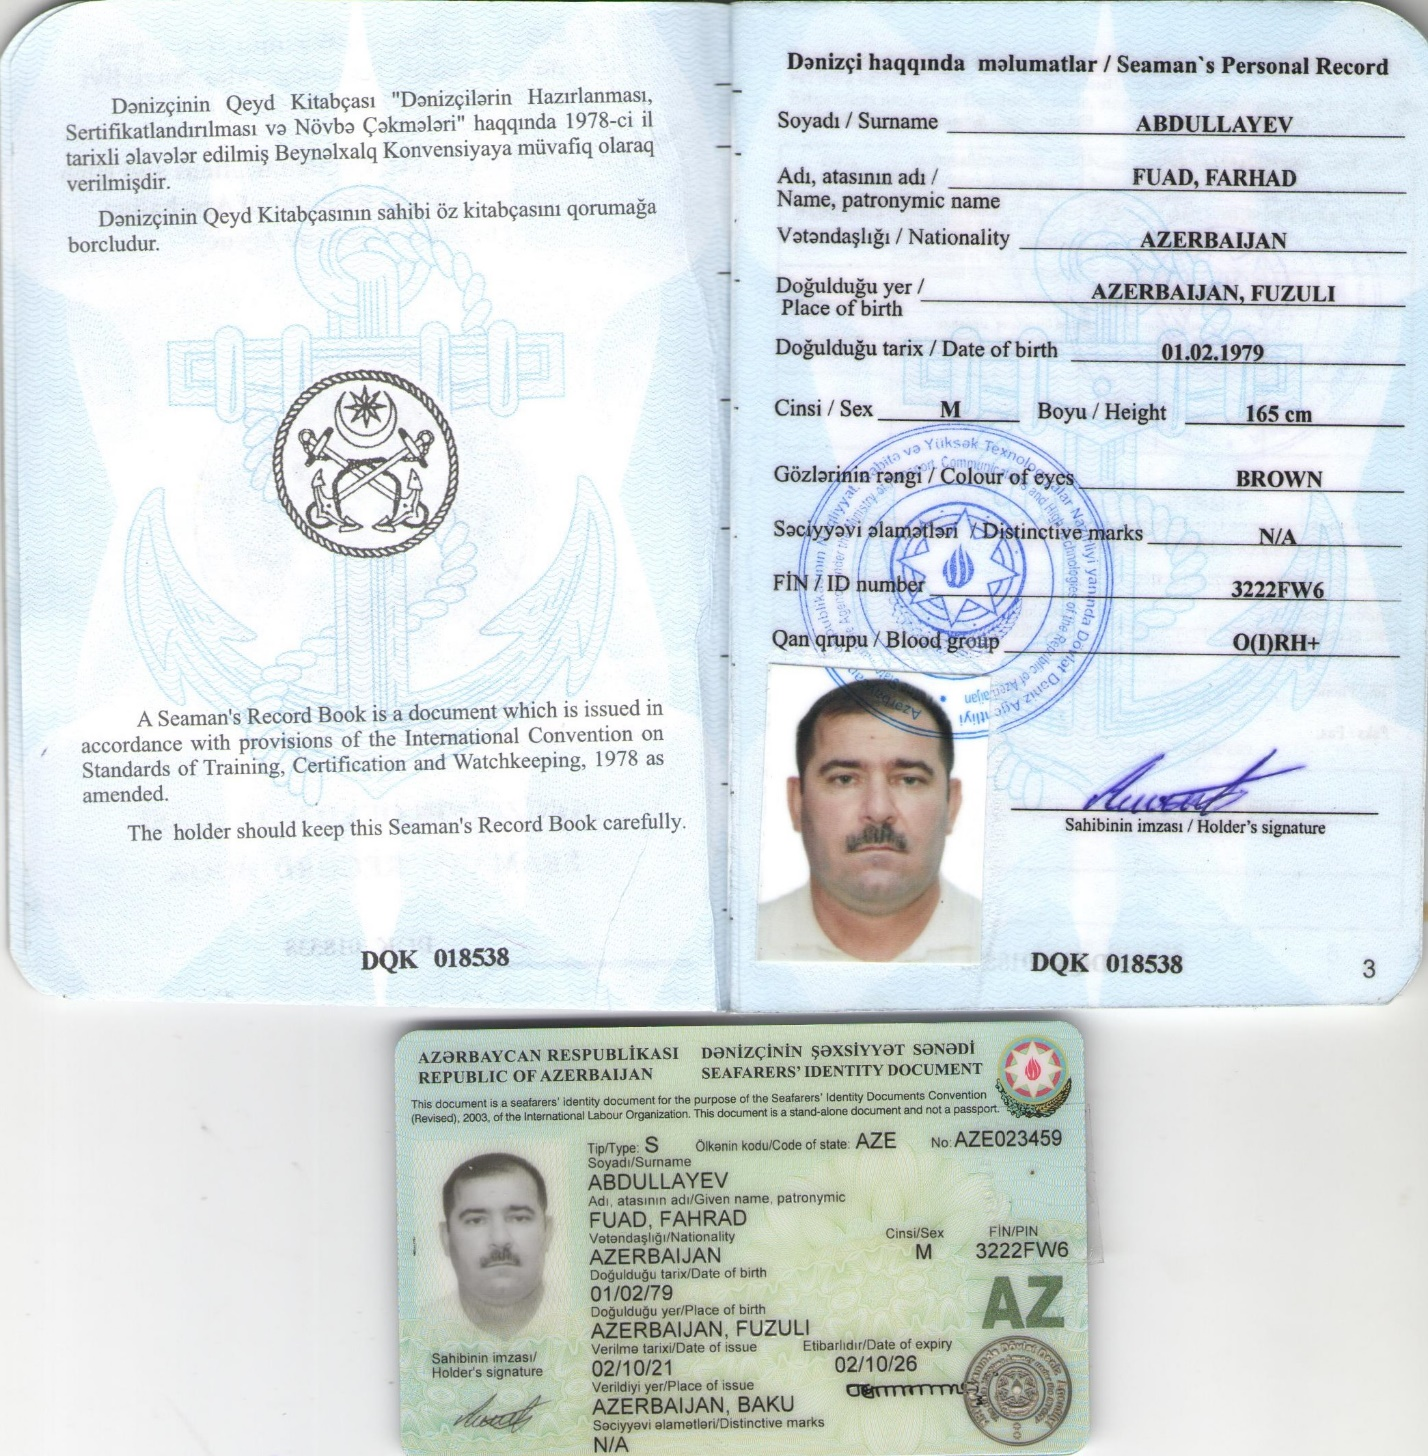 Dənizçinin Qeyd Kitabçası "Dənizçilərin Hazırlanması,
Sertifikatlandırılması və Növbə Çəkmələri" haqqında 1978-ci il
tarixli əlavələr edilmiş Beynəlxalq Konvensiyaya müvafiq olaraq
verilmişdir.
Dənizçinin Qeyd Kitabçasının sahibi öz kitabçasını qorumağa
borcludur.
A Seaman's Record Book is a document which is issued in
accordance with provisions of the International Convention on
Standards of Training, Certification and Watchkeeping, 1978 as
amended.
The holder should keep this Seaman's Record Book carefully.
DQK 018538
Dənizçi haqqında məlumatlar / Seaman`s Personal Record
Soyadı / Surname ABDULLAYEV
Adı, atasının adı / FUAD, FARHAD
Name, patronymic name
Vətəndaşlığı / Nationality AZERBAIJAN
Doğulduğu yer / AZERBAIJAN, FUZULI
Place of birth
Doğulduğu tarix / Date of birth 01.02.1979
Cinsi / Sex M Boyu / Height 165 cm
Gözlərinin rəngi / Colour of eyes BROWN
Səciyyəvi əlamətləri / Distinctive marks N/A
FİN / ID number 3222FW6
Qan qrupu / Blood group O(I)RH+
Sahibinin imzası / Holder's signature
DQK 018538
3
AZƏRBAYCAN RESPUBLİKASI DƏNİZÇİNİN ŞƏXSİYYƏT SƏNƏDİ
REPUBLIC OF AZERBAIJAN SEAFARERS' IDENTITY DOCUMENT
This document is a seafarers' identity document for the purpose of the Seafarers' Identity Documents Convention
(Revised), 2003, of the International Labour Organization. This document is a stand-alone document and not a passport.
Tip/Type: S Ölkənin kodu/Code of state: AZE No: AZE023459
Soyadı/Surname
ABDULLAYEV
Adı, atasının adı/Given name, patronymic
FUAD, FAHRAD
Vətəndaşlığı/Nationality Cinsi/Sex FİN/PIN
AZERBAIJAN M 3222FW6
Doğulduğu tarix/Date of birth
01/02/79
AZ
Doğulduğu yer/Place of birth
AZERBAIJAN, FUZULI
Verilmə tarixi/Date of issue Etibarlıdır/Date of expiry
02/10/21 02/10/26
Verildiyi yer/Place of issue
AZERBAIJAN, BAKU
Səciyyəvi əlamətləri/Distinctive marks
N/A
Sahibinin imzası/
Holder's signature